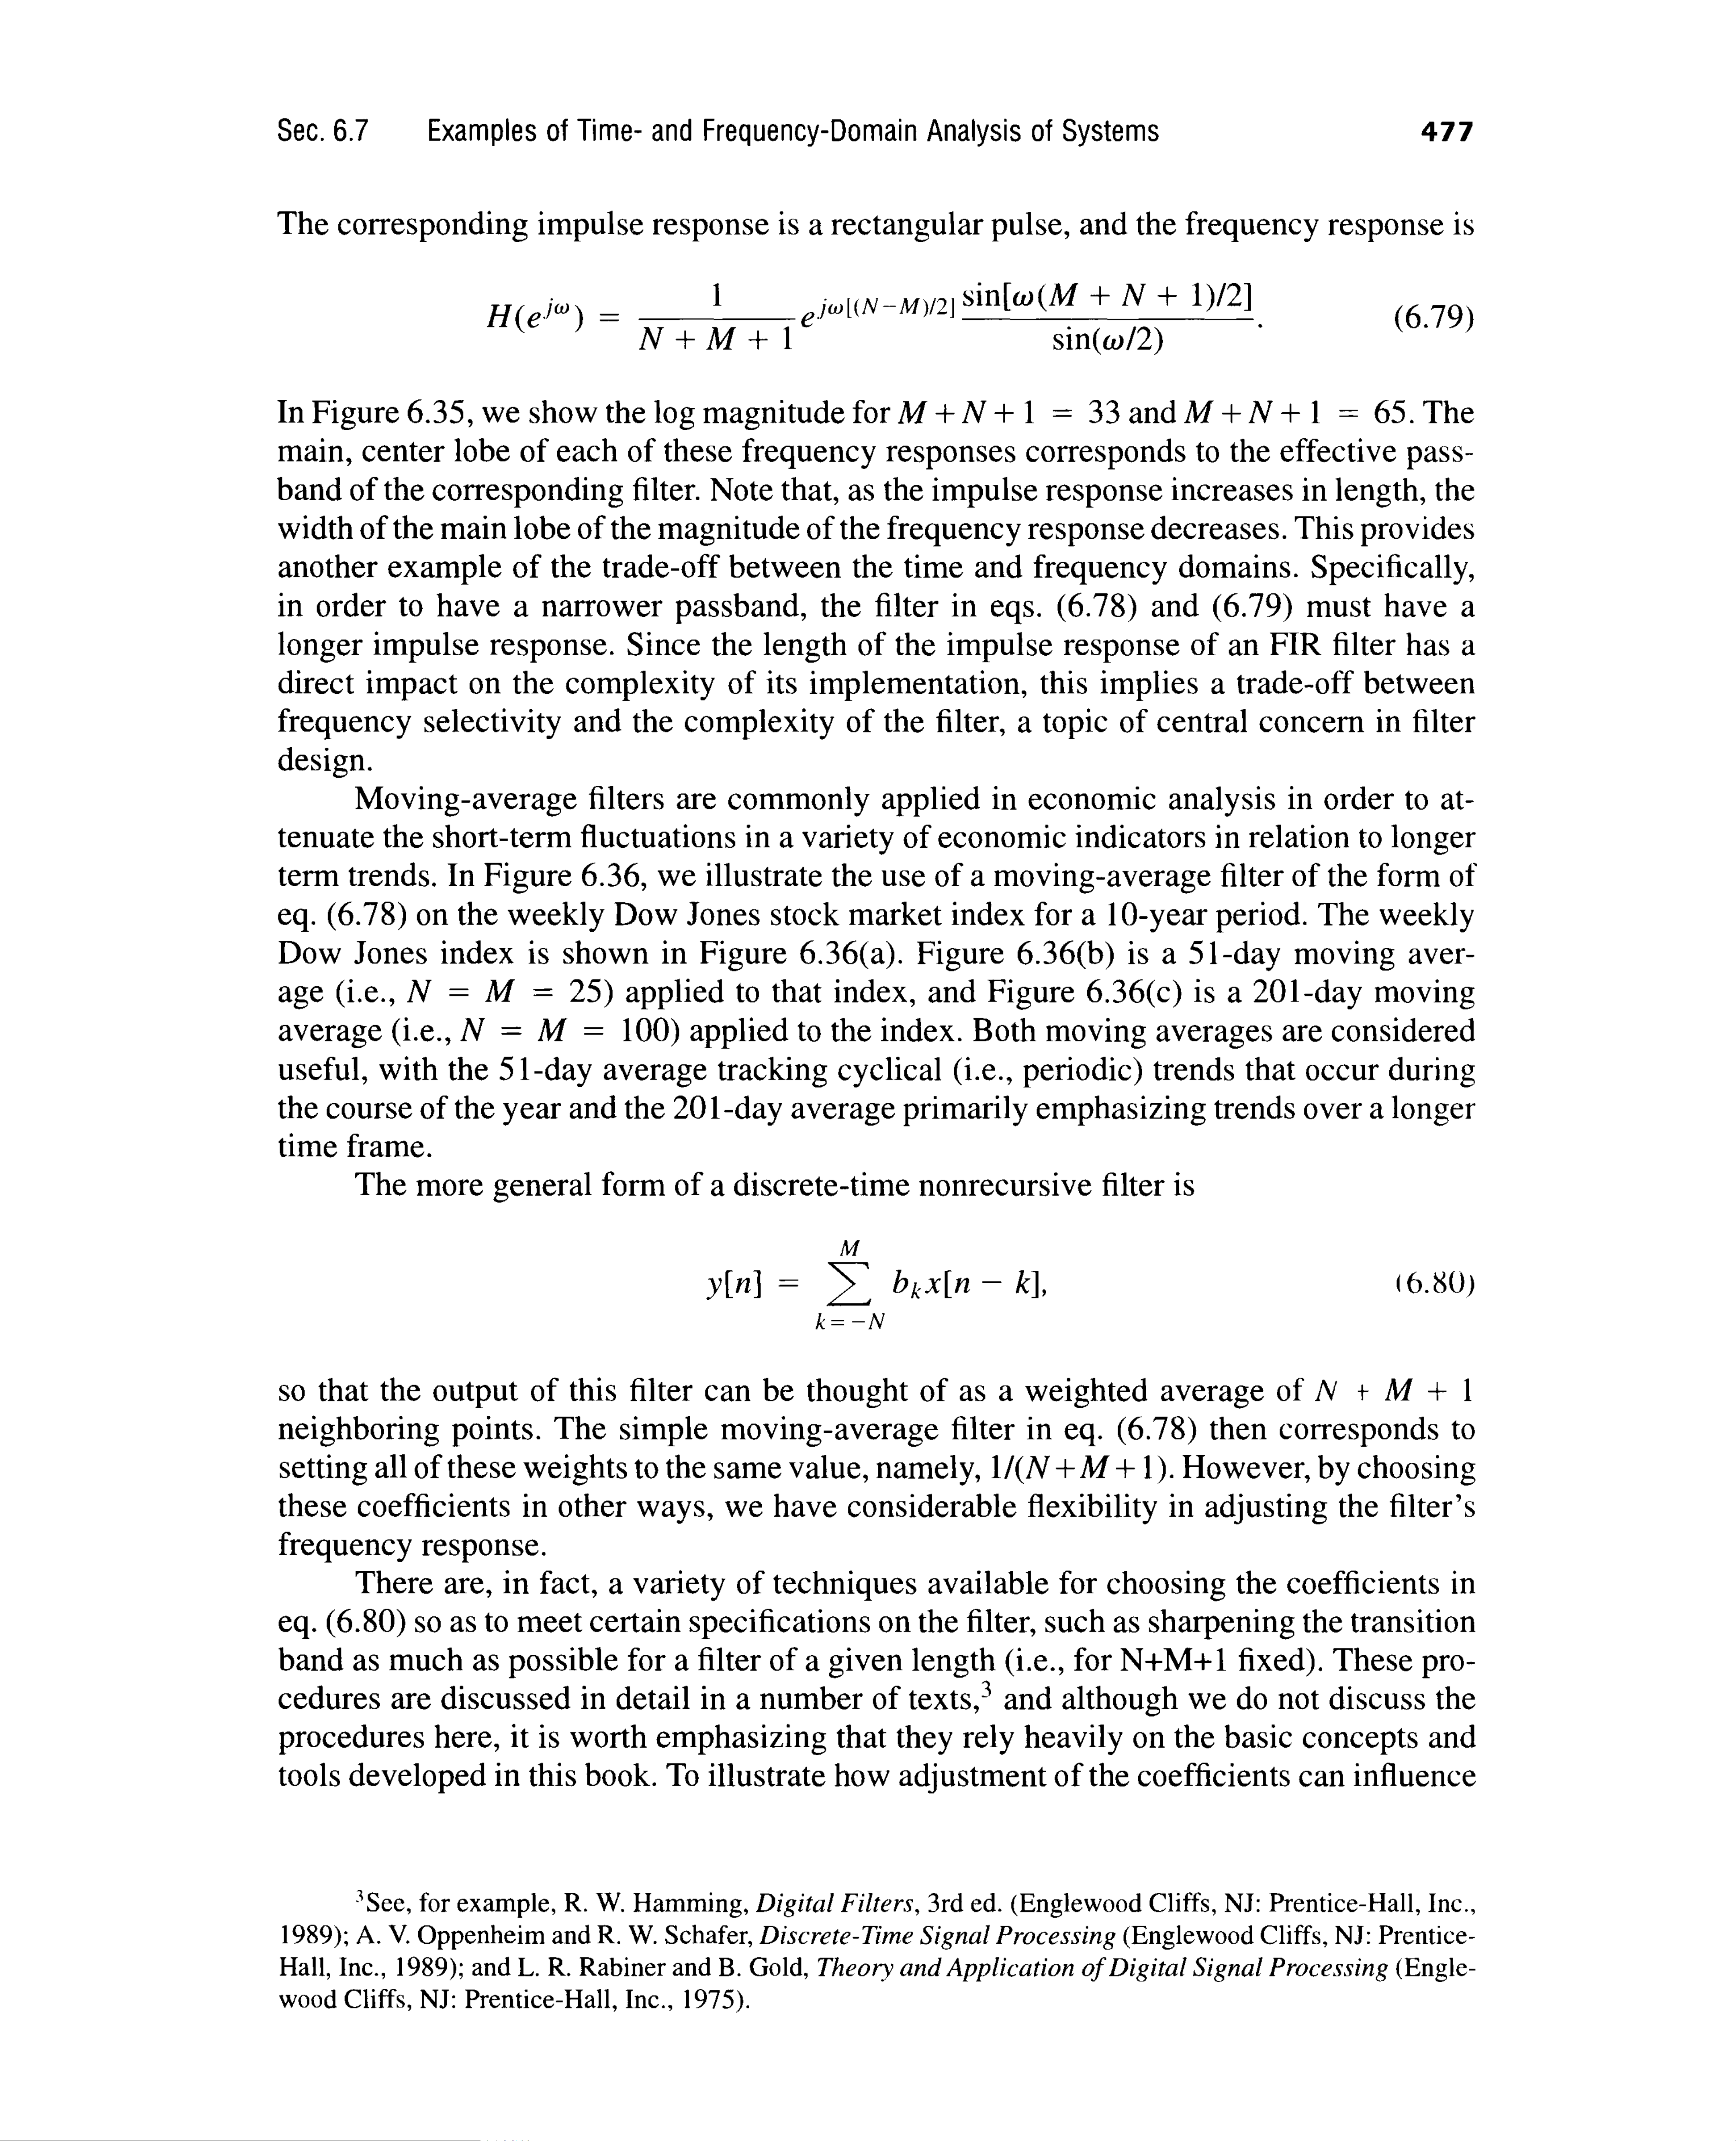 Sec. 6.7 Examples of Time- and Frequency-Domain Analysis of Systems 477
The corresponding impulse response is a rectangular pulse, and the frequency response is
H(e^{jω}) = \frac{1}{N + M + 1} e^{jω[(N-M)/2]} \frac{sin[ω(M + N + 1)/2]}{sin(ω/2)}. (6.79)
In Figure 6.35, we show the log magnitude for M + N + 1 = 33 and M + N + 1 = 65. The
main, center lobe of each of these frequency responses corresponds to the effective pass-
band of the corresponding filter. Note that, as the impulse response increases in length, the
width of the main lobe of the magnitude of the frequency response decreases. This provides
another example of the trade-off between the time and frequency domains. Specifically,
in order to have a narrower passband, the filter in eqs. (6.78) and (6.79) must have a
longer impulse response. Since the length of the impulse response of an FIR filter has a
direct impact on the complexity of its implementation, this implies a trade-off between
frequency selectivity and the complexity of the filter, a topic of central concern in filter
design.
Moving-average filters are commonly applied in economic analysis in order to at-
tenuate the short-term fluctuations in a variety of economic indicators in relation to longer
term trends. In Figure 6.36, we illustrate the use of a moving-average filter of the form of
eq. (6.78) on the weekly Dow Jones stock market index for a 10-year period. The weekly
Dow Jones index is shown in Figure 6.36(a). Figure 6.36(b) is a 51-day moving aver-
age (i.e., N = M = 25) applied to that index, and Figure 6.36(c) is a 201-day moving
average (i.e., N = M = 100) applied to the index. Both moving averages are considered
useful, with the 51-day average tracking cyclical (i.e., periodic) trends that occur during
the course of the year and the 201-day average primarily emphasizing trends over a longer
time frame.
The more general form of a discrete-time nonrecursive filter is
y[n] = \sum_{k=-N}^{M} b_k x[n − k], (6.80)
so that the output of this filter can be thought of as a weighted average of N + M + 1
neighboring points. The simple moving-average filter in eq. (6.78) then corresponds to
setting all of these weights to the same value, namely, 1/(N + M + 1). However, by choosing
these coefficients in other ways, we have considerable flexibility in adjusting the filter's
frequency response.
There are, in fact, a variety of techniques available for choosing the coefficients in
eq. (6.80) so as to meet certain specifications on the filter, such as sharpening the transition
band as much as possible for a filter of a given length (i.e., for N+M+1 fixed). These pro-
cedures are discussed in detail in a number of texts,³ and although we do not discuss the
procedures here, it is worth emphasizing that they rely heavily on the basic concepts and
tools developed in this book. To illustrate how adjustment of the coefficients can influence
³See, for example, R. W. Hamming, Digital Filters, 3rd ed. (Englewood Cliffs, NJ: Prentice-Hall, Inc.,
1989); A. V. Oppenheim and R. W. Schafer, Discrete-Time Signal Processing (Englewood Cliffs, NJ: Prentice-
Hall, Inc., 1989); and L. R. Rabiner and B. Gold, Theory and Application of Digital Signal Processing (Engle-
wood Cliffs, NJ: Prentice-Hall, Inc., 1975).